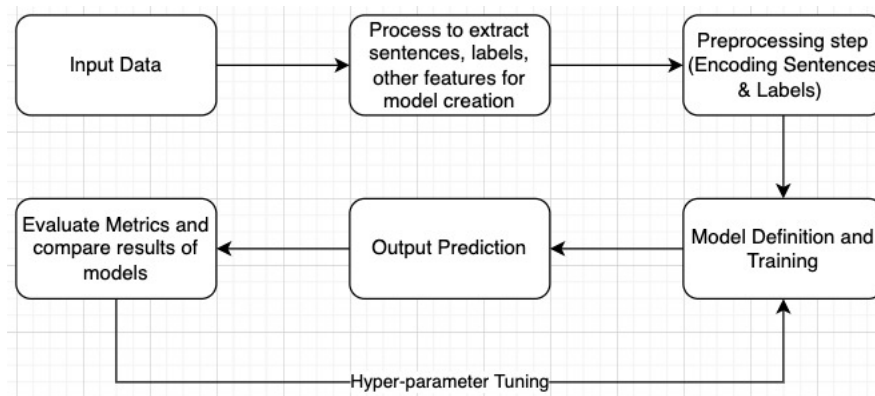 Input Data
Process to extract
sentences, labels,
other features for
model creation
Preprocessing step
(Encoding Sentences
& Labels)
Evaluate Metrics and
compare results of
models
Output Prediction
Model Definition and
Training
Hyper-parameter Tuning